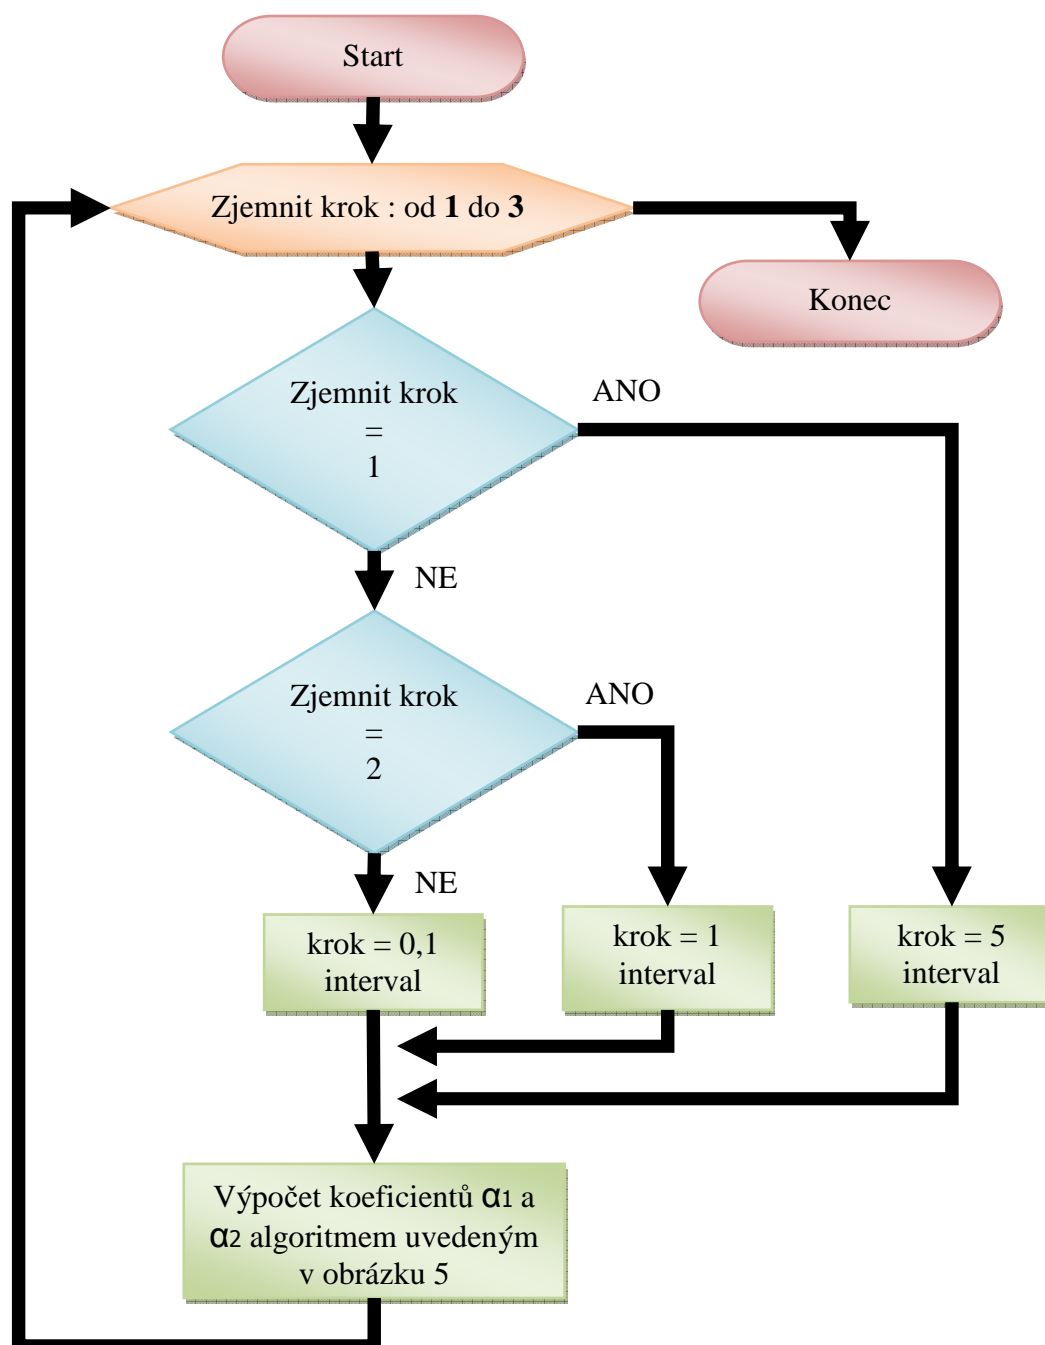 Start
Zjemnit krok : od 1 do 3
Konec
Zjemnit krok
=
1
ANO
NE
Zjemnit krok
=
2
ANO
NE
krok = 0,1
interval
krok = 1
interval
krok = 5
interval
Výpočet koeficientů α1 a
α2 algoritmem uvedeným
v obrázku 5